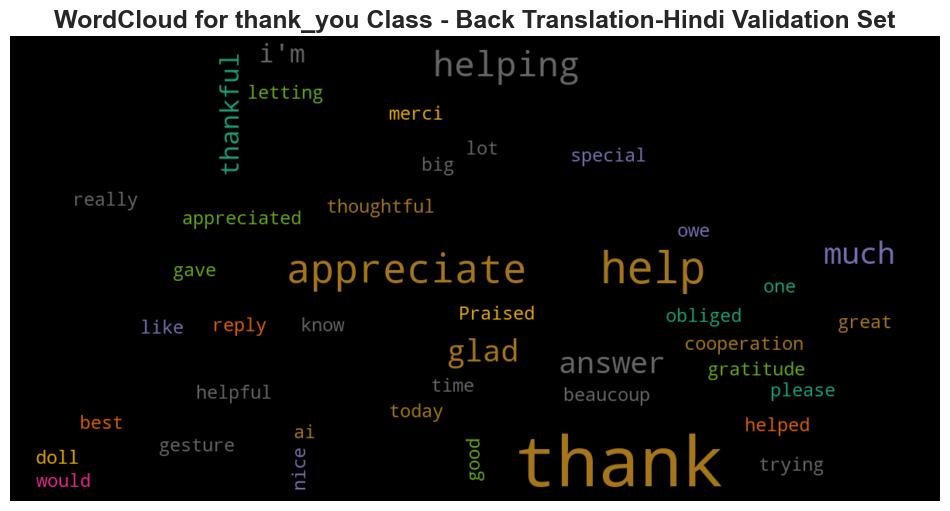 WordCloud for thank_you Class - Back Translation-Hindi Validation Set
i'm
helping
thankful
letting
merci
lot
big
special
really
appreciated
thoughtful
owe
much
gave
appreciate
help
one
like
reply
know
Praised
obliged
great
glad
answer
cooperation
gratitude
helpful
time
beaucoup
please
best
today
helped
gesture
ai
nice
good
thank
trying
doll
would